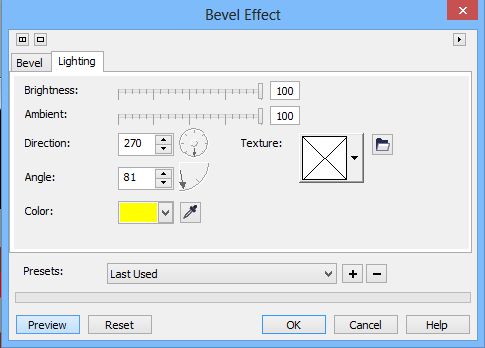 Bevel Effect
Bevel Lighting
Brightness: 100
Ambient: 100
Direction: 270 Texture:
Angle: 81
Color:
Presets: Last Used
Preview Reset OK Cancel Help